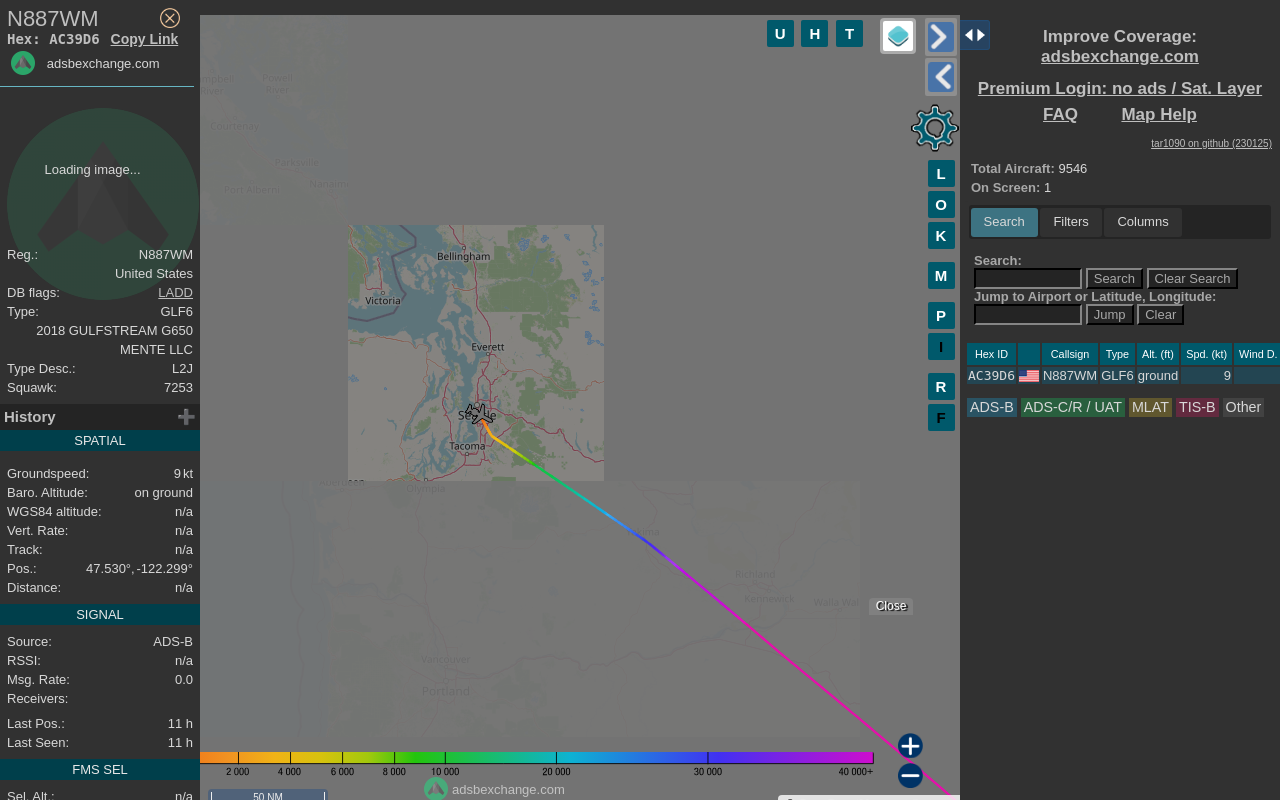 N887WM
Hex: AC39D6 Copy Link
adsbexchange.com
Loading image...
Reg.: N887WM
United States
DB flags: LADD
Type: GLF6
2018 GULFSTREAM G650
MENTE LLC
Type Desc.: L2J
Squawk: 7253
History
SPATIAL
Groundspeed: 9 kt
Baro. Altitude: on ground
WGS84 altitude: n/a
Vert. Rate: n/a
Track: n/a
Pos.: 47.530°, -122.299°
Distance: n/a
SIGNAL
Source: ADS-B
RSSI: n/a
Msg. Rate: 0.0
Receivers:
Last Pos.: 11 h
Last Seen: 11 h
FMS SEL
Sel. Alt.: n/a
U H T
L
O
K
M
P
I
R
F
Powell
River
Courtenay
Parksville
Port Alberni
Bellingham
Victoria
Everett
Tacoma
Olympia
Richland
Kennewick
Vancouver
Portland
Close
2 000 4 000 6 000 8 000 10 000 20 000 30 000 40 000+
adsbexchange.com
50 NM
Improve Coverage:
adsbexchange.com
Premium Login: no ads / Sat. Layer
FAQ Map Help
tar1090 on github (230125)
Total Aircraft: 9546
On Screen: 1
Search Filters Columns
Search:
Search Clear Search
Jump to Airport or Latitude, Longitude:
Jump Clear
Hex ID Callsign Type Alt. (ft) Spd. (kt) Wind D.
AC39D6 N887WM GLF6 ground 9
ADS-B ADS-C/R / UAT MLAT TIS-B Other